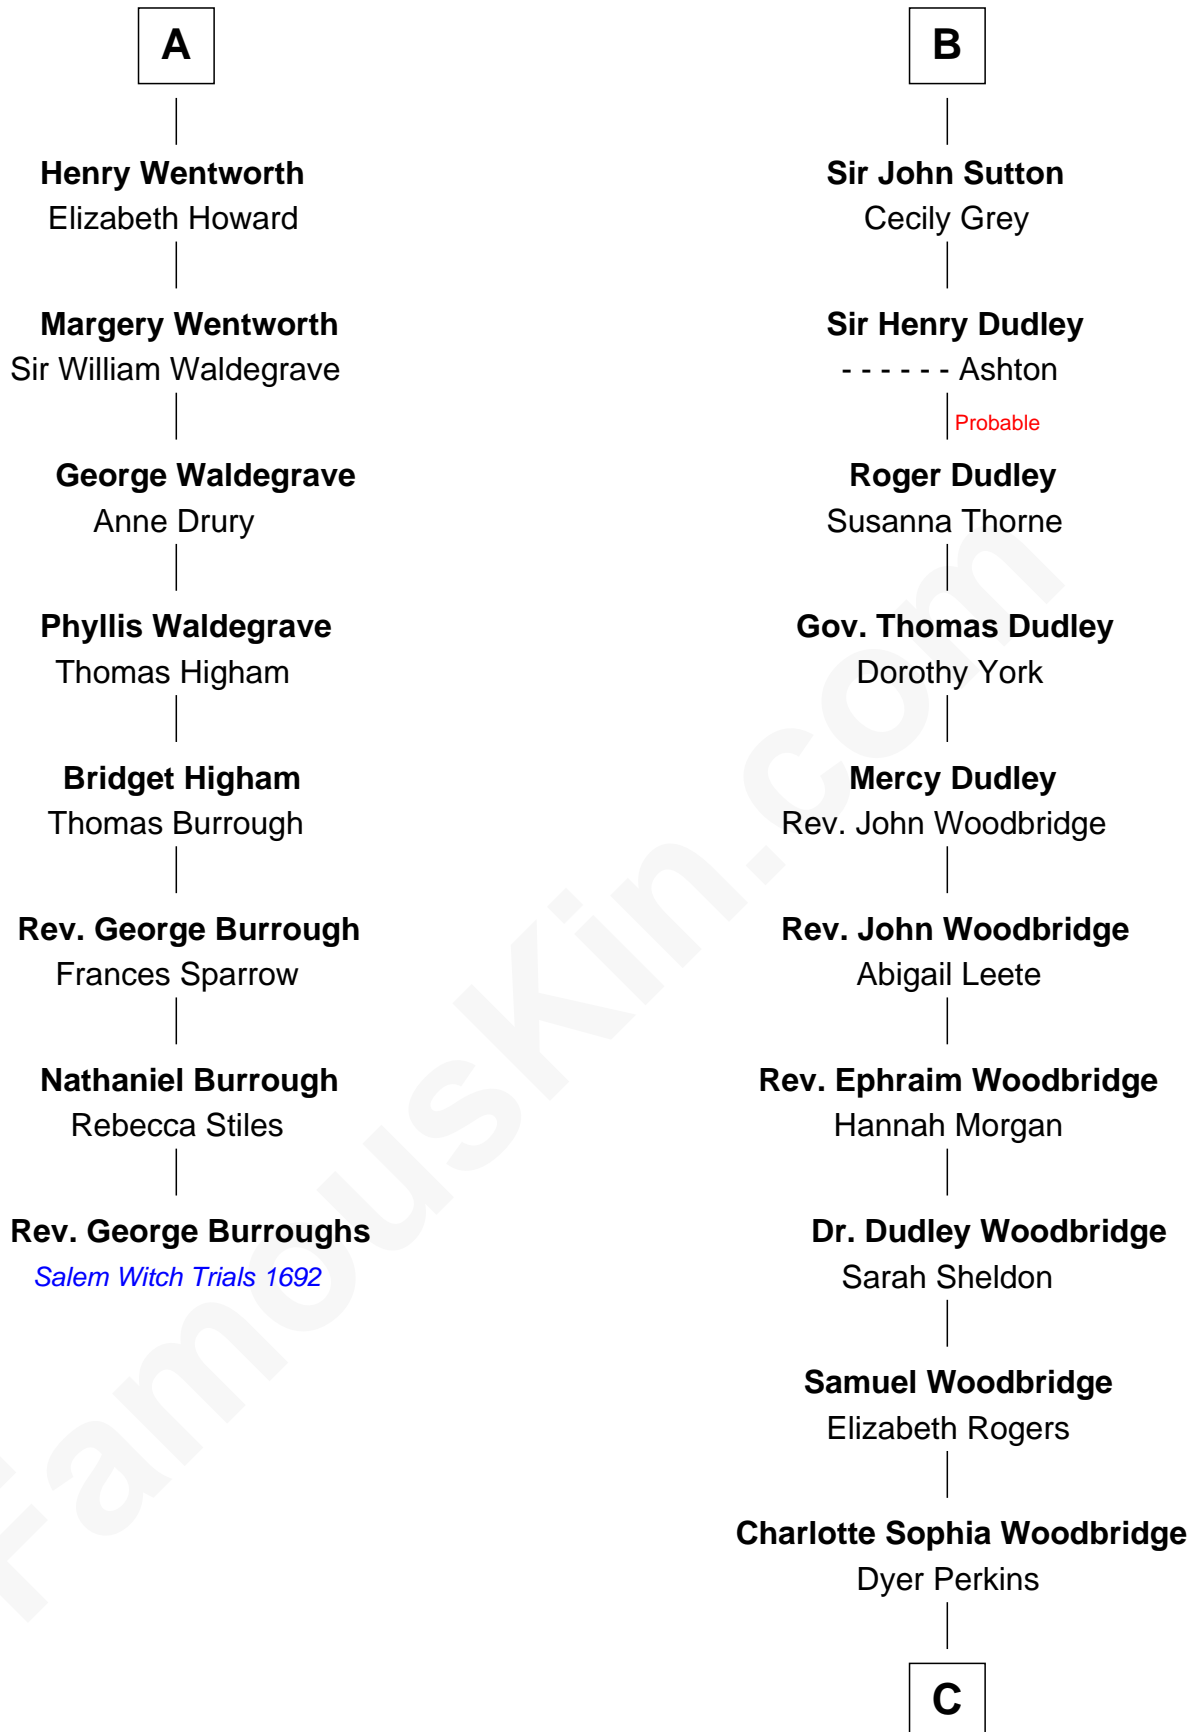 A
Henry Wentworth
Elizabeth Howard
Margery Wentworth
Sir William Waldegrave
George Waldegrave
Anne Drury
Phyllis Waldegrave
Thomas Higham
Bridget Higham
Thomas Burrough
Rev. George Burrough
Frances Sparrow
Nathaniel Burrough
Rebecca Stiles
Rev. George Burroughs
Salem Witch Trials 1692
B
Sir John Sutton
Cecily Grey
Sir Henry Dudley
- - - - - - Ashton
Probable
Roger Dudley
Susanna Thorne
Gov. Thomas Dudley
Dorothy York
Mercy Dudley
Rev. John Woodbridge
Rev. John Woodbridge
Abigail Leete
Rev. Ephraim Woodbridge
Hannah Morgan
Dr. Dudley Woodbridge
Sarah Sheldon
Samuel Woodbridge
Elizabeth Rogers
Charlotte Sophia Woodbridge
Dyer Perkins
C
FamousKin.com